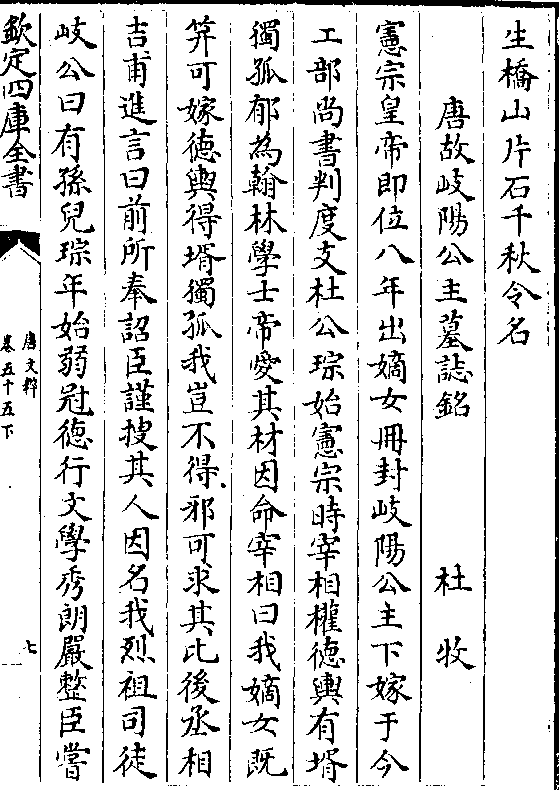 生橋山片石千秋令名
唐故岐陽公主墓誌銘 杜牧
憲宗皇帝即位八年出嫡女冊封岐陽公主下嫁于今
工部尚書判度支杜公琮始憲宗時宰相權德輿有壻
獨孤郁為翰林學士帝愛其材因命宰相曰我嫡女既
笄可嫁德輿得壻獨孤我豈不得邪可求其比後丞相
吉甫進言曰前所奉詔臣謹搜其人因名我烈祖司徒
岐公曰有孫兒琮年始弱冠德行文學秀朗嚴整臣嘗
欽定四庫全書
唐文粹
卷五十五下
七